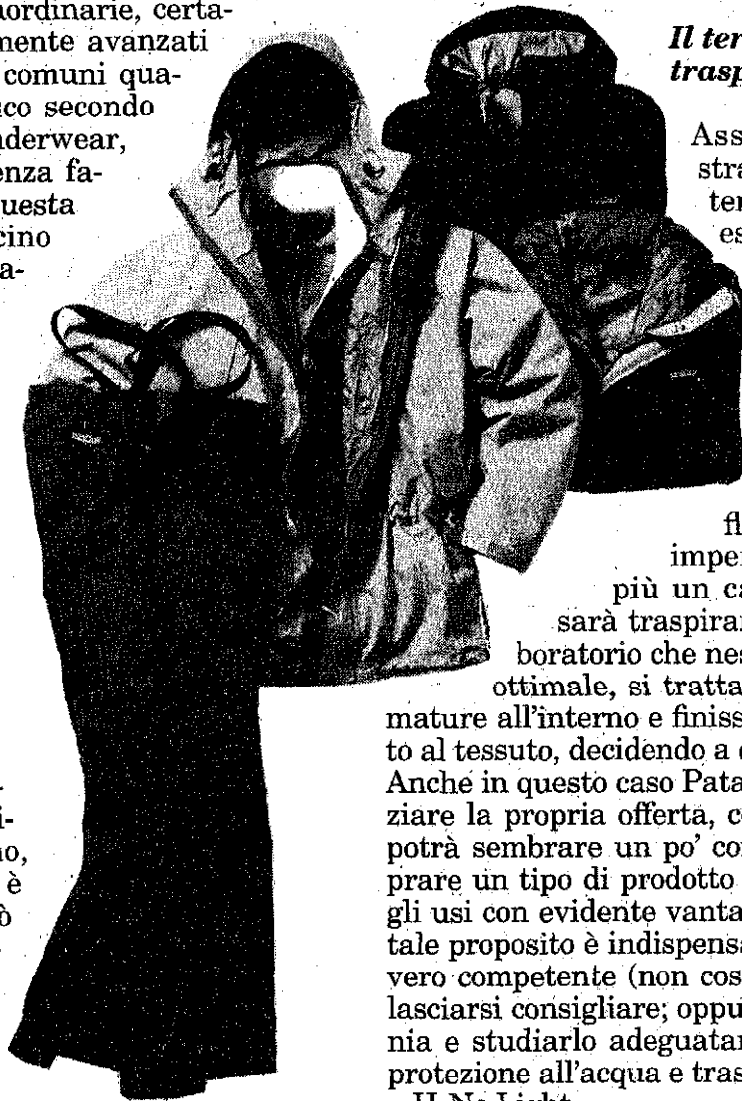 aordinarie, certa-
mente avanzati
comuni qua-
ico secondo
nderwear,
enza fa-
uesta
cino
a-
-
i-
no,
è
ò
Il ter
trasp
Ass
stra
ter
es
fl
imper
più un ca
sarà traspira
boratorio che nes
ottimale, si tratta
mature all'interno e finiss
to al tessuto, decidendo a
Anche in questo caso Pata
ziare la propria offerta, c
potrà sembrare un po' co
prare un tipo di prodotto
gli usi con evidente vanta
tale proposito è indispensa
vero competente (non cos
lasciarsi consigliare; oppu
nia e studiarlo adeguatar
protezione all'acqua e tras